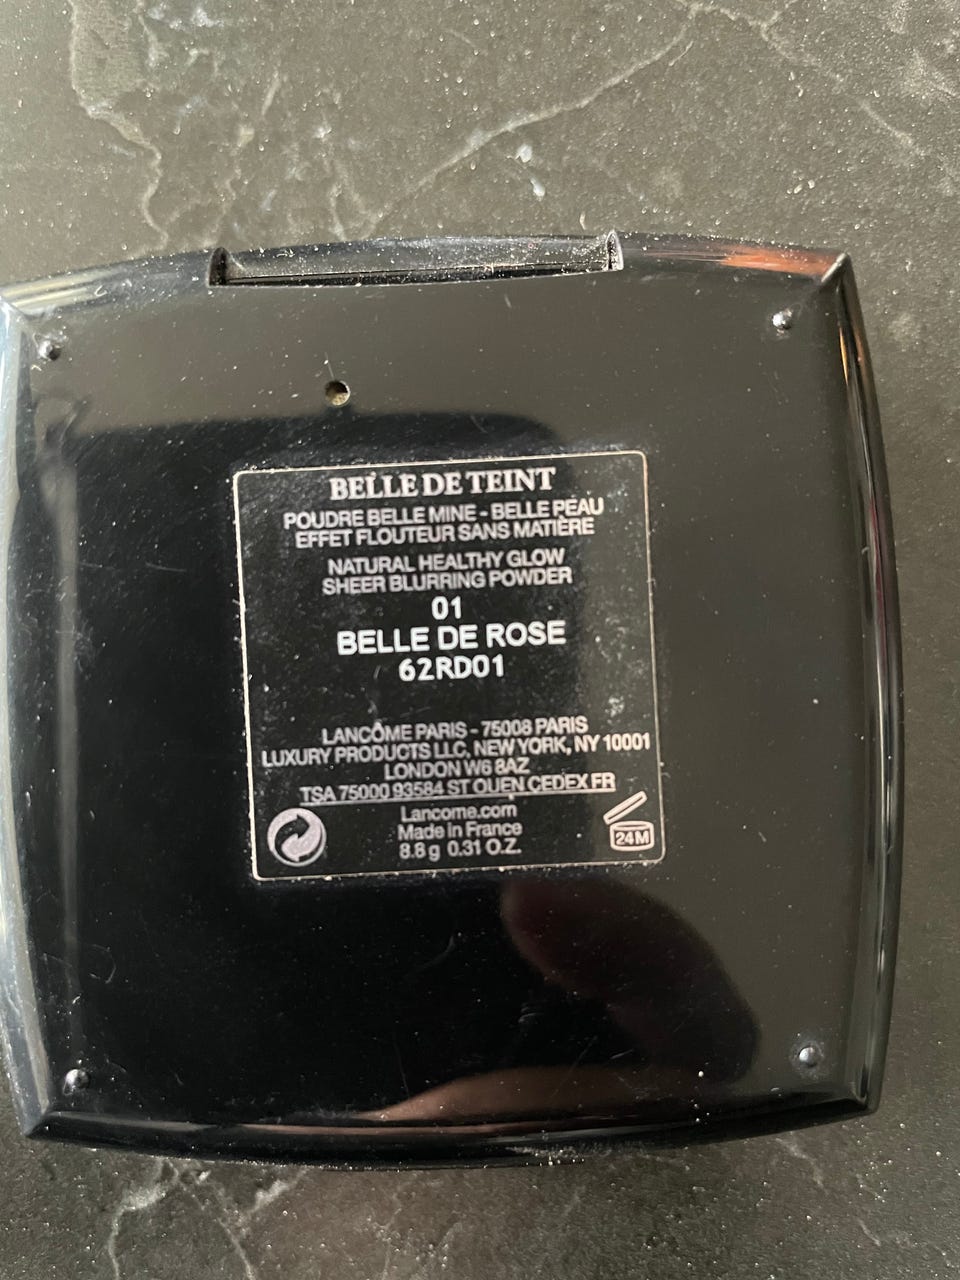 BELLE DE TEINT
POUDRE BELLE MINE - BELLE PEAU
EFFET FLOUTEUR SANS MATIÈRE
NATURAL HEALTHY GLOW
SHEER BLURRING POWDER
01
BELLE DE ROSE
62RD01
LANCÔME PARIS - 75008 PARIS
LUXURY PRODUCTS LLC, NEW YORK, NY 10001
LONDON W6 8AZ
TSA 75000 93584 ST OUEN CEDEX FR
Lancome.com
Made in France
8.8 g 0.31 O.Z.
24M